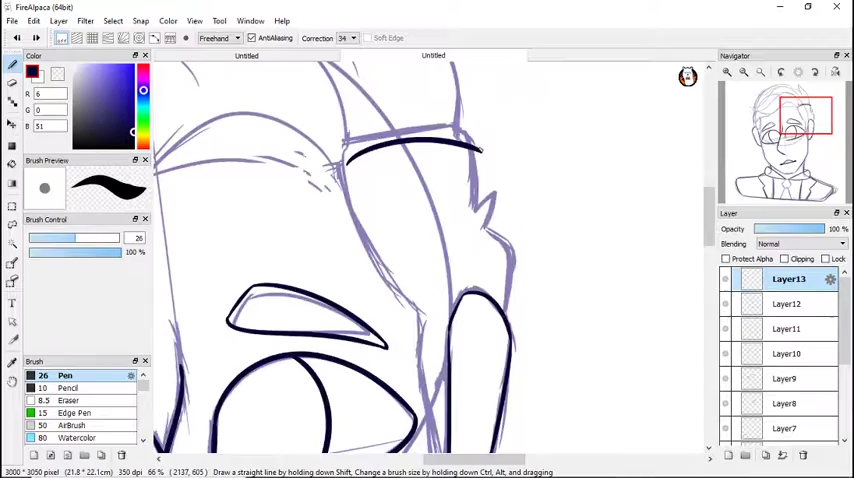 FireAlpaca (64bit)
File Edit Layer Filter Select Snap Color View Tool Window Help
Freehand AntiAliasing Correction 34 Soft Edge
Color
Untitled Untitled
Navigator
R 6
G 0
B 51
Brush Preview
Brush Control
26
100 %
Layer
Opacity 100 %
Blending Normal
Protect Alpha Clipping Lock
Layer13
Layer12
Layer11
Layer10
Layer9
Layer8
Layer7
Brush
26 Pen
10 Pencil
8.5 Eraser
15 Edge Pen
50 AirBrush
80 Watercolor
3000 * 3050 pixel (21.8 * 22.1cm) 350 dpi 66 % (2137, 605) Draw a straight line by holding down Shift, Change a brush size by holding down Ctrl, Alt, and dragging